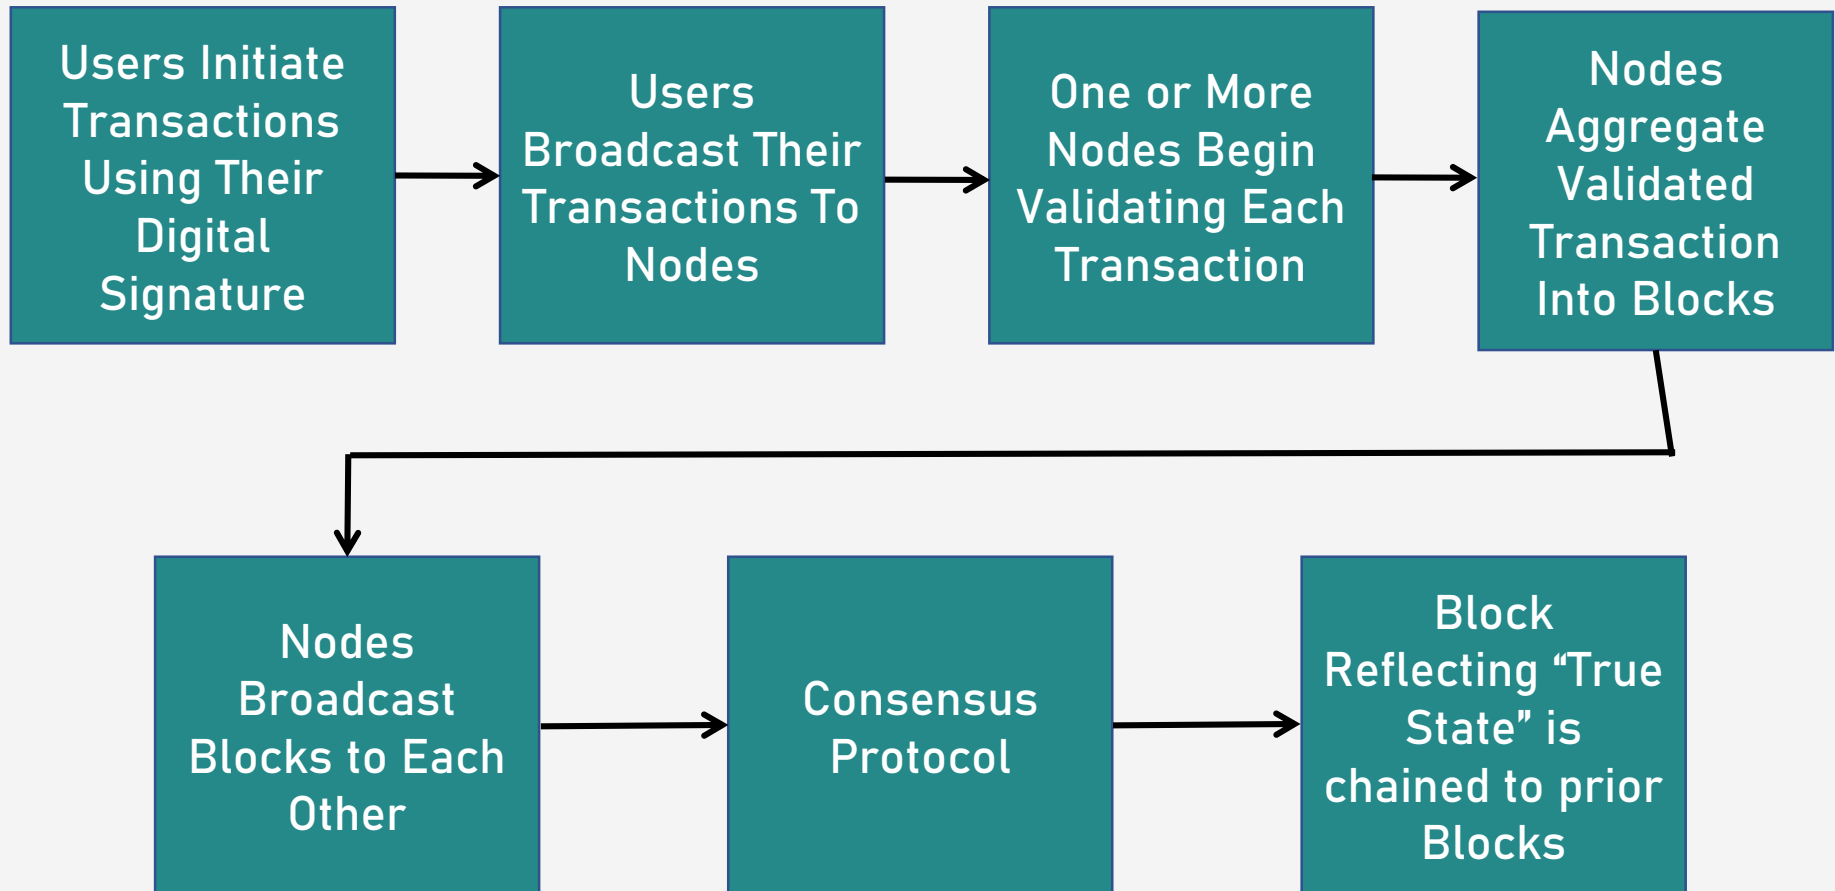 Users Initiate
Transactions
Using Their
Digital
Signature
Users
Broadcast Their
Transactions To
Nodes
One or More
Nodes Begin
Validating Each
Transaction
Nodes
Aggregate
Validated
Transaction
Into Blocks
Nodes
Broadcast
Blocks to Each
Other
Consensus
Protocol
Block
Reflecting “True
State” is
chained to prior
Blocks